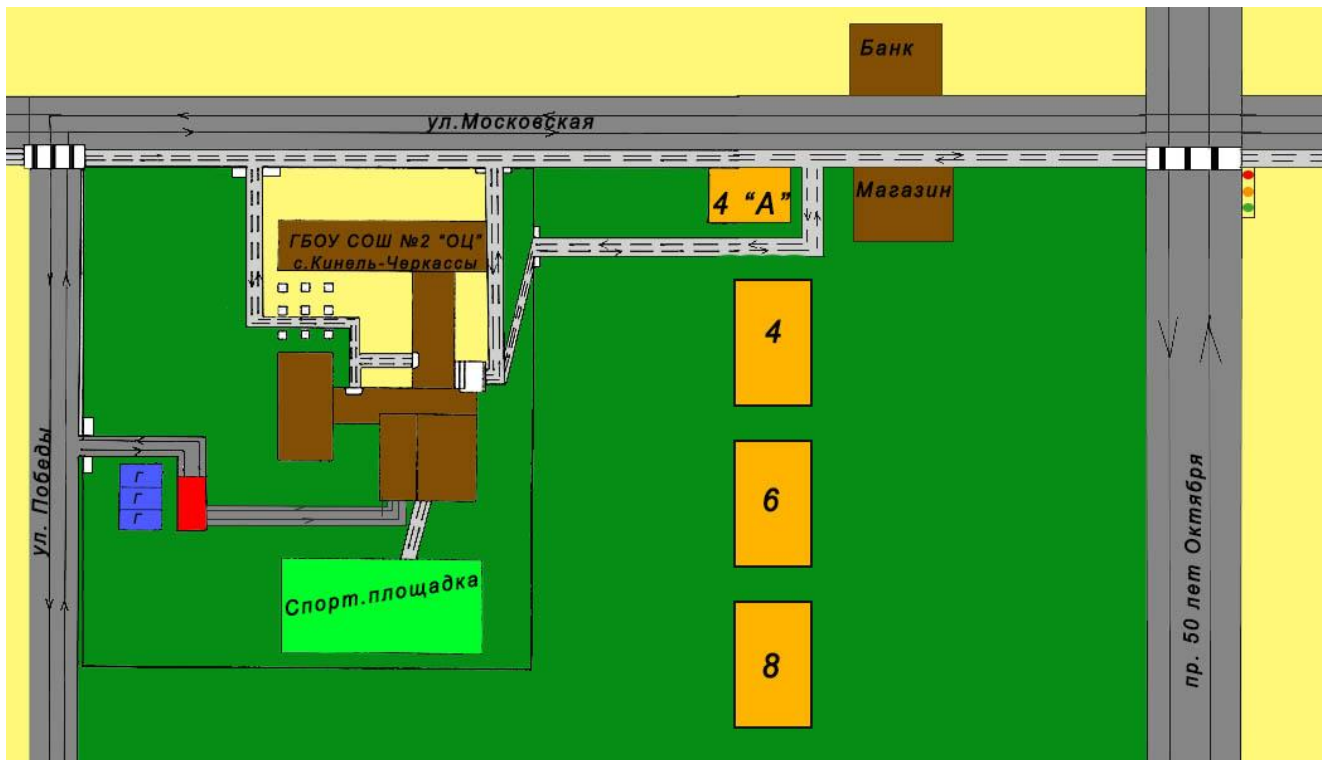 Банк
ул.Московская
4 “А”
Магазин
ГБОУ СОШ №2 "ОЦ"
с.Кинель-Черкассы
4
ул. Победы
Г
Г
Г
6
пр. 50 лет Октября
Спорт.площадка
8